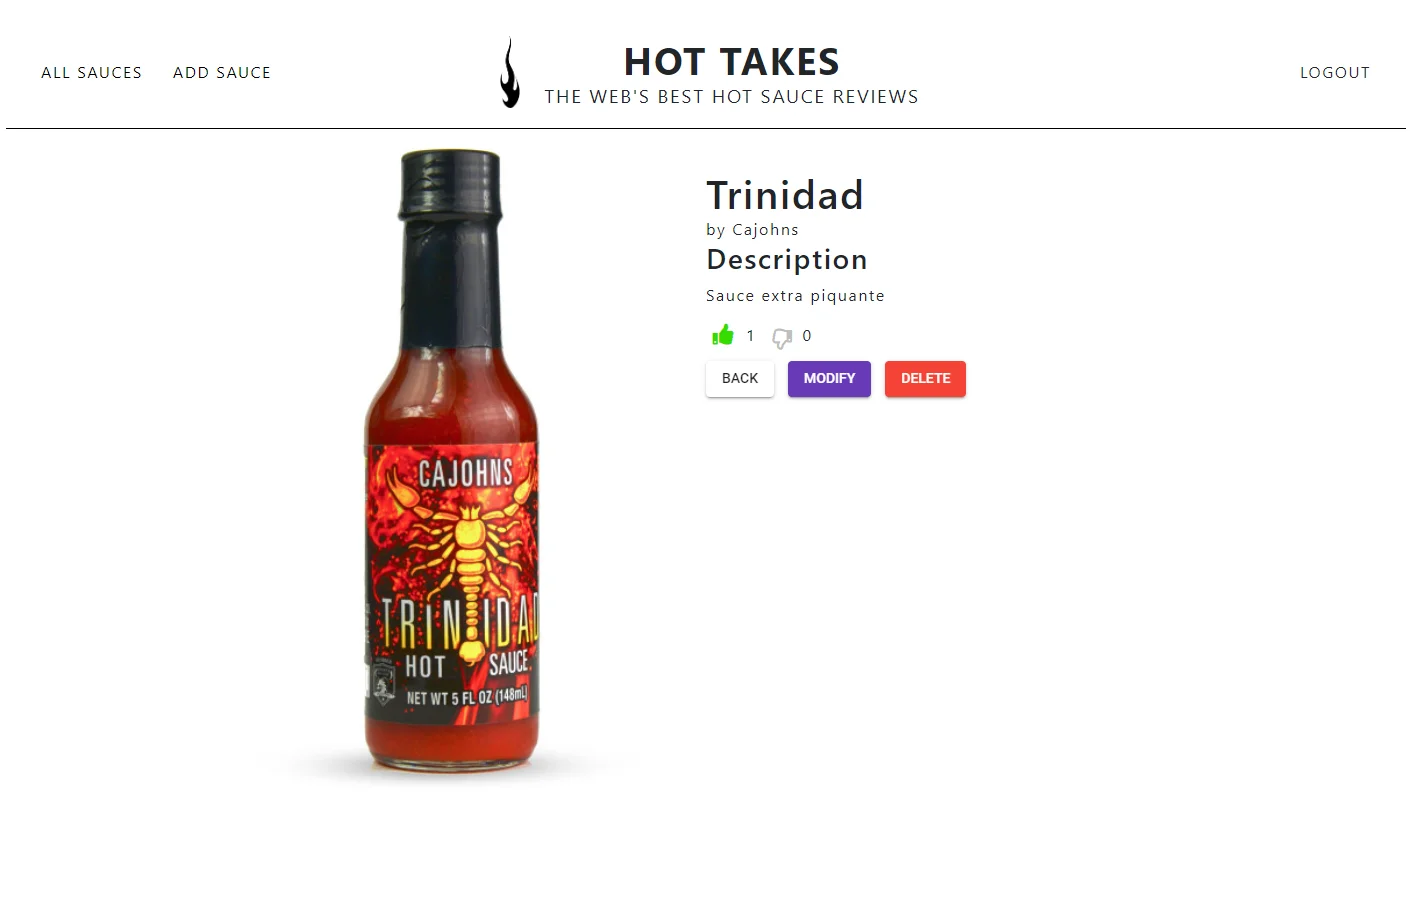 ALL SAUCES ADD SAUCE
HOT TAKES
THE WEB'S BEST HOT SAUCE REVIEWS
LOGOUT
Trinidad
by Cajohns
Description
Sauce extra piquante
1 0
BACK MODIFY DELETE
CAJOHNS
TRINIDAD
HOT SAUCE
NET WT 5 FL OZ (148mL)